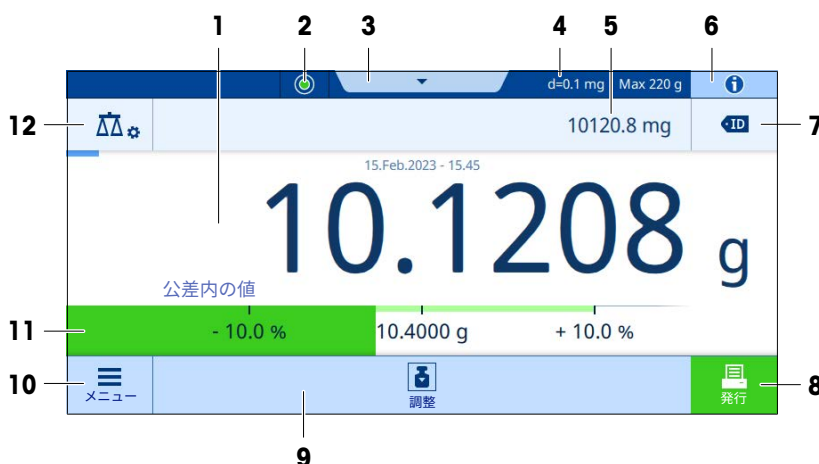 1 2 3 4 5 6
d=0.1 mg Max 220 g
12 10120.8 mg ID 7
15.Feb.2023 - 15.45
10.1208 g
公差内の値
11 - 10.0 % 10.4000 g + 10.0 %
10 メニュー 調整 発行 8
9